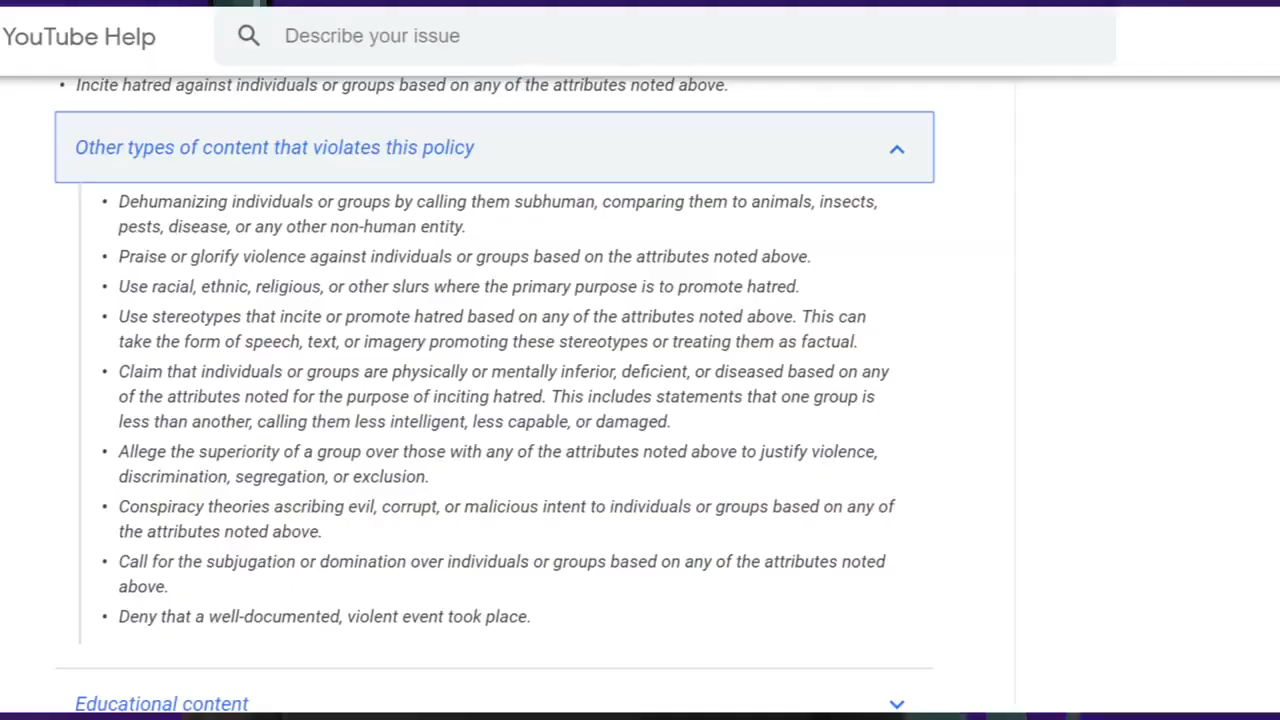 YouTube Help
Describe your issue
• Incite hatred against individuals or groups based on any of the attributes noted above.
Other types of content that violates this policy
• Dehumanizing individuals or groups by calling them subhuman, comparing them to animals, insects,
pests, disease, or any other non-human entity.
• Praise or glorify violence against individuals or groups based on the attributes noted above.
• Use racial, ethnic, religious, or other slurs where the primary purpose is to promote hatred.
• Use stereotypes that incite or promote hatred based on any of the attributes noted above. This can
take the form of speech, text, or imagery promoting these stereotypes or treating them as factual.
• Claim that individuals or groups are physically or mentally inferior, deficient, or diseased based on any
of the attributes noted for the purpose of inciting hatred. This includes statements that one group is
less than another, calling them less intelligent, less capable, or damaged.
• Allege the superiority of a group over those with any of the attributes noted above to justify violence,
discrimination, segregation, or exclusion.
• Conspiracy theories ascribing evil, corrupt, or malicious intent to individuals or groups based on any of
the attributes noted above.
• Call for the subjugation or domination over individuals or groups based on any of the attributes noted
above.
• Deny that a well-documented, violent event took place.
Educational content